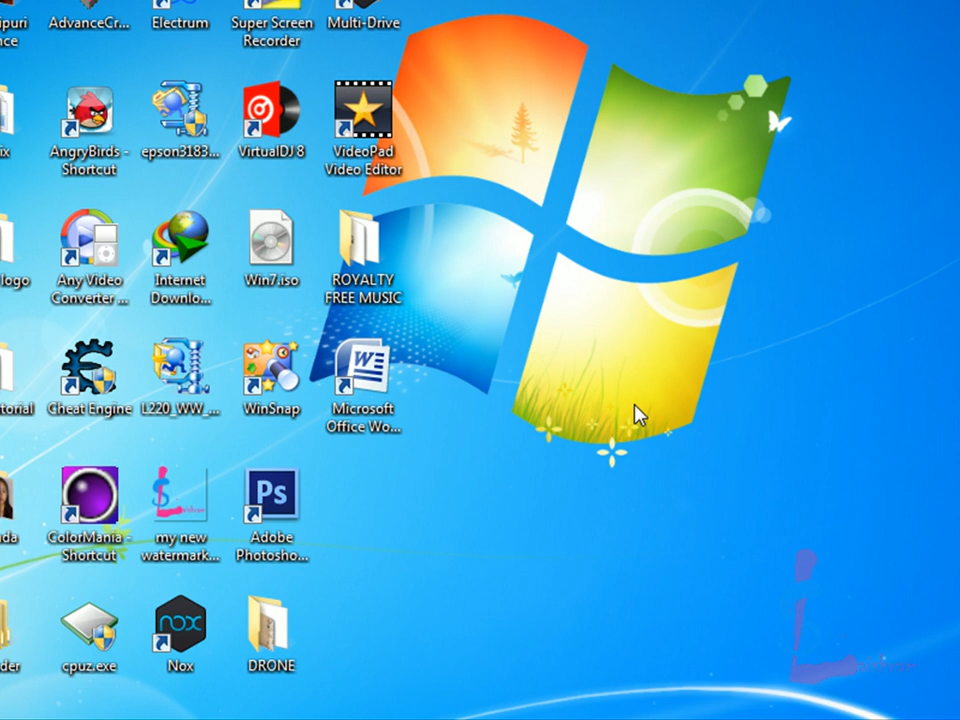 AdvanceCr...
Electrum
Super Screen
Recorder
Multi-Drive
AngryBirds -
Shortcut
epson3183...
VirtualDJ 8
VideoPad
Video Editor
logo
Any Video
Converter ...
Internet
Downlo...
Win7.iso
ROYALTY
FREE MUSIC
Cheat Engine
L220_WW_...
WinSnap
W
Microsoft
Office Wo...
ColorMania -
Shortcut
my new
watermark...
Ps
Adobe
Photosho...
cpuz.exe
nox
Nox
DRONE